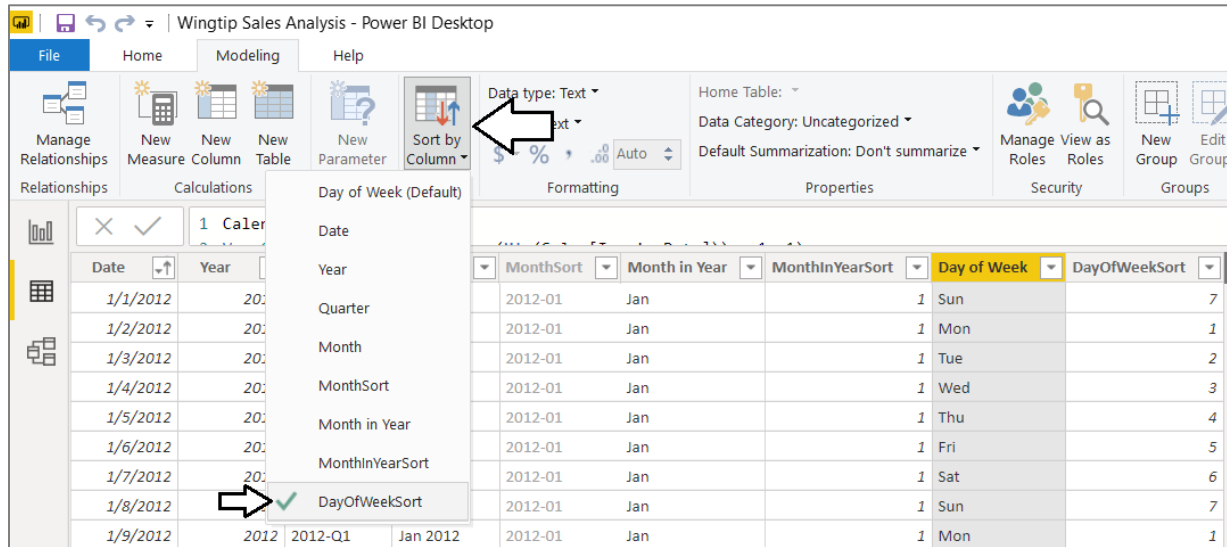 Wingtip Sales Analysis - Power BI Desktop
File Home Modeling Help
Manage Relationships
New Measure
New Column
New Table
New Parameter
Sort by Column
Data type: Text
$ % , .00 Auto
Home Table:
Data Category: Uncategorized
Default Summarization: Don't summarize
Manage Roles
View as Roles
New Group
Edit
Relationships Calculations Formatting Properties Security Groups
Day of Week (Default)
Date
Year
Quarter
Month
MonthSort
Month in Year
MonthInYearSort
DayOfWeekSort
1
Date Year MonthSort Month in Year MonthInYearSort Day of Week DayOfWeekSort
1/1/2012 2012-01 Jan 1 Sun 7
1/2/2012 2012-01 Jan 1 Mon 1
1/3/2012 2012-01 Jan 1 Tue 2
1/4/2012 2012-01 Jan 1 Wed 3
1/5/2012 2012-01 Jan 1 Thu 4
1/6/2012 2012-01 Jan 1 Fri 5
1/7/2012 2012-01 Jan 1 Sat 6
1/8/2012 2012-01 Jan 1 Sun 7
1/9/2012 2012 2012-Q1 Jan 2012 2012-01 Jan 1 Mon 1